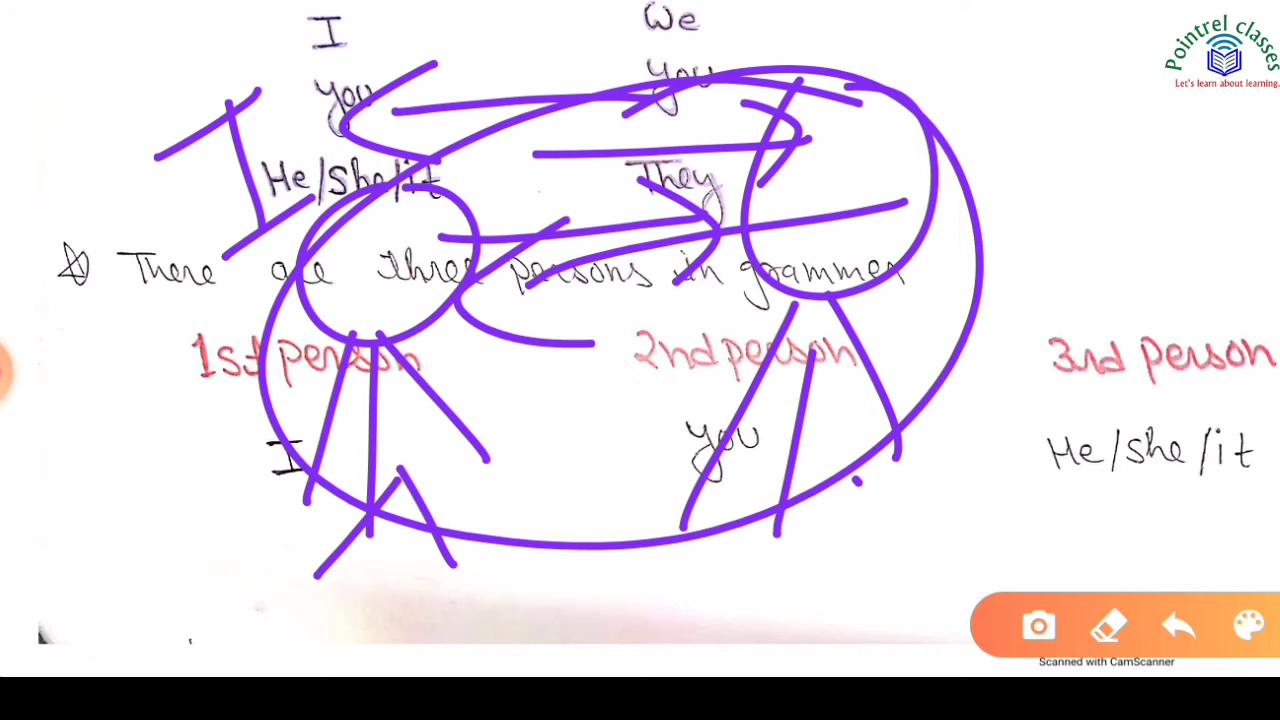 I We
you you
He/She/it They
There are three persons in grammer
1st person 2nd person 3rd person
I you He/she/it
Pointrel classes
Let's learn about learning.
Scanned with CamScanner